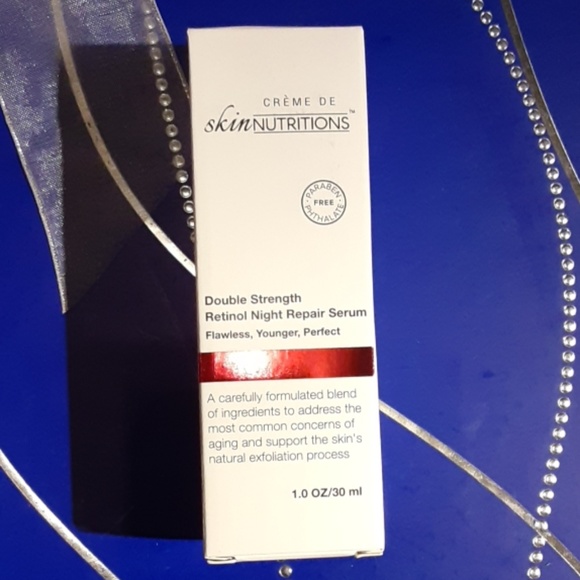 CRÈME DE
skinNUTRITIONS™
PARABEN
FREE
PHTHALATE
Double Strength
Retinol Night Repair Serum
Flawless, Younger, Perfect
A carefully formulated blend
of ingredients to address the
most common concerns of
aging and support the skin's
natural exfoliation process
1.0 OZ/30 ml